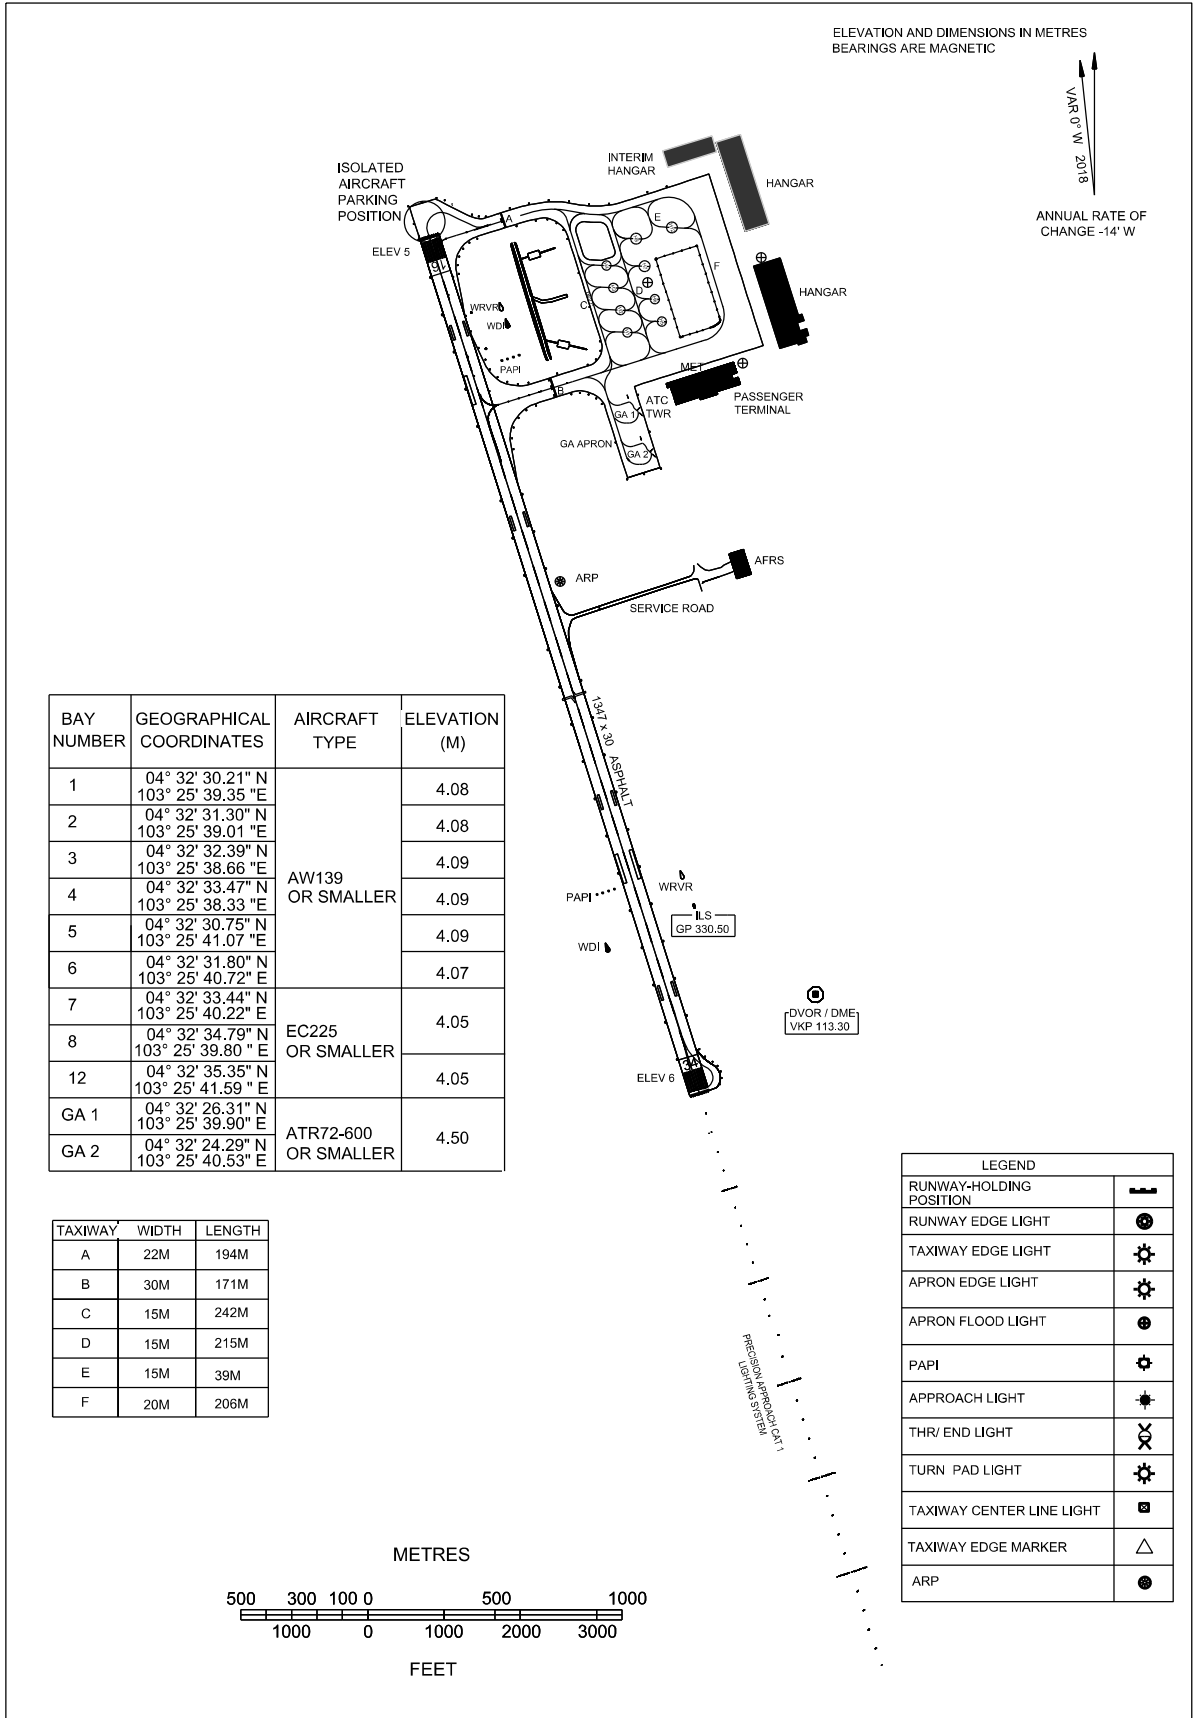 ELEVATION AND DIMENSIONS IN METRES
BEARINGS ARE MAGNETIC
VAR 0° W 2018
ANNUAL RATE OF
CHANGE -14' W
INTERIM
HANGAR
HANGAR
ISOLATED
AIRCRAFT
PARKING
POSITION
A
E
ELEV 5
16
F
HANGAR
D
C
WRVR
WDI
PAPI
MET
B
ATC
TWR
PASSENGER
TERMINAL
GA 1
GA APRON
GA 2
AFRS
ARP
SERVICE ROAD
1347 x 30 ASPHALT
WRVR
PAPI
ILS
GP 330.50
WDI
DVOR / DME
VKP 113.30
34
ELEV 6
PRECISION APPROACH CAT 1
LIGHTING SYSTEM
BAY NUMBER
GEOGRAPHICAL COORDINATES
AIRCRAFT TYPE
ELEVATION (M)
1
04° 32' 30.21" N
103° 25' 39.35 "E
4.08
2
04° 32' 31.30" N
103° 25' 39.01 "E
4.08
3
04° 32' 32.39" N
103° 25' 38.66 "E
4.09
AW139
OR SMALLER
4
04° 32' 33.47" N
103° 25' 38.33 "E
4.09
5
04° 32' 30.75" N
103° 25' 41.07 "E
4.09
6
04° 32' 31.80" N
103° 25' 40.72" E
4.07
7
04° 32' 33.44" N
103° 25' 40.22" E
4.05
EC225
OR SMALLER
8
04° 32' 34.79" N
103° 25' 39.80 " E
12
04° 32' 35.35" N
103° 25' 41.59 " E
4.05
GA 1
04° 32' 26.31" N
103° 25' 39.90" E
ATR72-600
OR SMALLER
4.50
GA 2
04° 32' 24.29" N
103° 25' 40.53" E
TAXIWAY WIDTH LENGTH
A 22M 194M
B 30M 171M
C 15M 242M
D 15M 215M
E 15M 39M
F 20M 206M
LEGEND
RUNWAY-HOLDING
POSITION
RUNWAY EDGE LIGHT
TAXIWAY EDGE LIGHT
APRON EDGE LIGHT
APRON FLOOD LIGHT
PAPI
APPROACH LIGHT
THR/ END LIGHT
TURN PAD LIGHT
TAXIWAY CENTER LINE LIGHT
TAXIWAY EDGE MARKER
ARP
METRES
500 300 100 0 500 1000
1000 0 1000 2000 3000
FEET